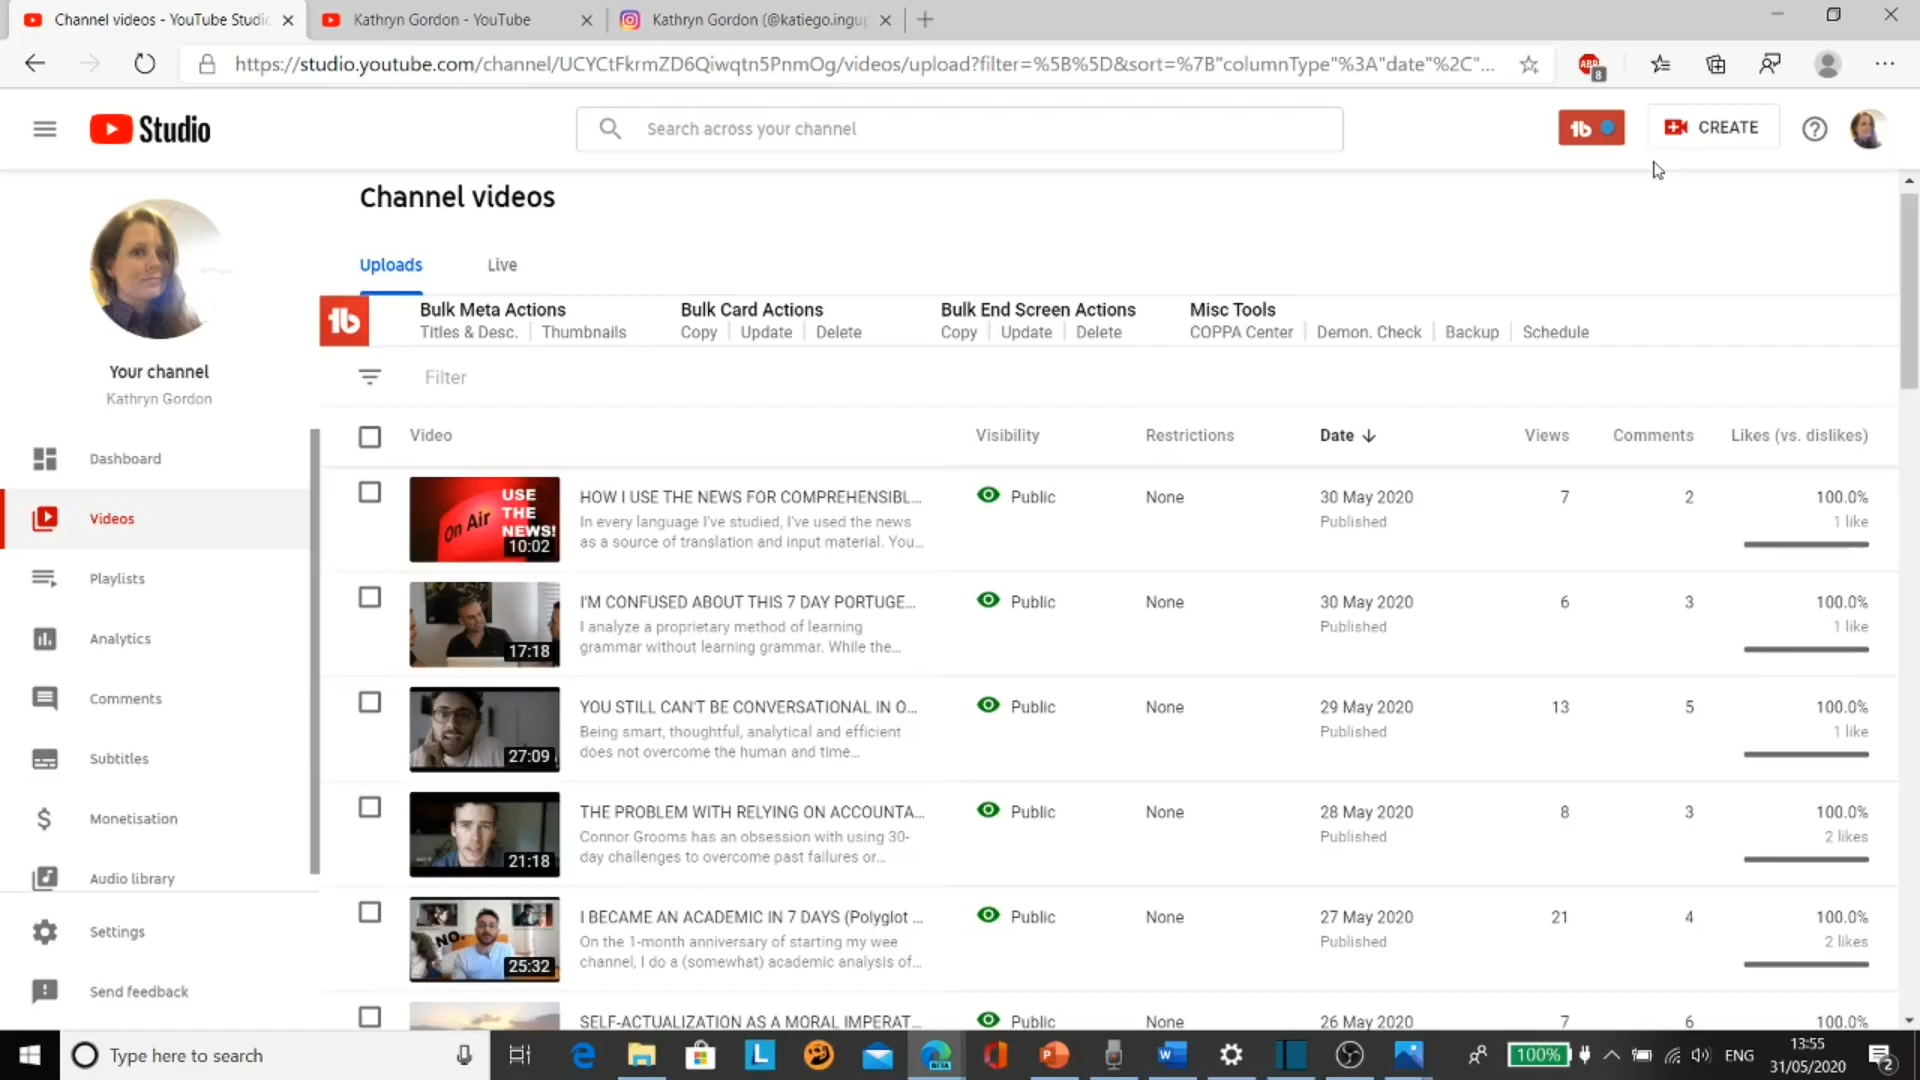 Channel videos - YouTube Studio
Kathryn Gordon - YouTube
Kathryn Gordon (@katiego.ingup
https://studio.youtube.com/channel/UCYCtFkrmZD6Qiwqtn5PnmOg/videos/upload?filter=%5B%5D&sort=%7B"columnType"%3A"date"%2C"...
ABP
8
Studio
Search across your channel
tb
CREATE
Your channel
Kathryn Gordon
Dashboard
Videos
Playlists
Analytics
Comments
Subtitles
Monetisation
Audio library
Settings
Send feedback
Channel videos
Uploads
Live
tb
Bulk Meta Actions
Titles & Desc. | Thumbnails
Bulk Card Actions
Copy | Update | Delete
Bulk End Screen Actions
Copy | Update | Delete
Misc Tools
COPPA Center | Demon. Check | Backup | Schedule
Filter
Video Visibility Restrictions Date Views Comments Likes (vs. dislikes)
On Air
USE
THE
NEWS!
10:02
HOW I USE THE NEWS FOR COMPREHENSIBL... Public None 30 May 2020 7 2 100.0%
In every language I've studied, I've used the news Published 1 like
as a source of translation and input material. You...
17:18
I'M CONFUSED ABOUT THIS 7 DAY PORTUGE... Public None 30 May 2020 6 3 100.0%
I analyze a proprietary method of learning Published 1 like
grammar without learning grammar. While the...
27:09
YOU STILL CAN'T BE CONVERSATIONAL IN O... Public None 29 May 2020 13 5 100.0%
Being smart, thoughtful, analytical and efficient Published 1 like
does not overcome the human and time...
21:18
THE PROBLEM WITH RELYING ON ACCOUNTA... Public None 28 May 2020 8 3 100.0%
Connor Grooms has an obsession with using 30- Published 2 likes
day challenges to overcome past failures or...
NO.
25:32
I BECAME AN ACADEMIC IN 7 DAYS (Polyglot ... Public None 27 May 2020 21 4 100.0%
On the 1-month anniversary of starting my wee Published 2 likes
channel, I do a (somewhat) academic analysis of...
SELF-ACTUALIZATION AS A MORAL IMPERAT... Public None 26 May 2020 7 6 100.0%
Type here to search
100%
ENG
13:55
31/05/2020
2